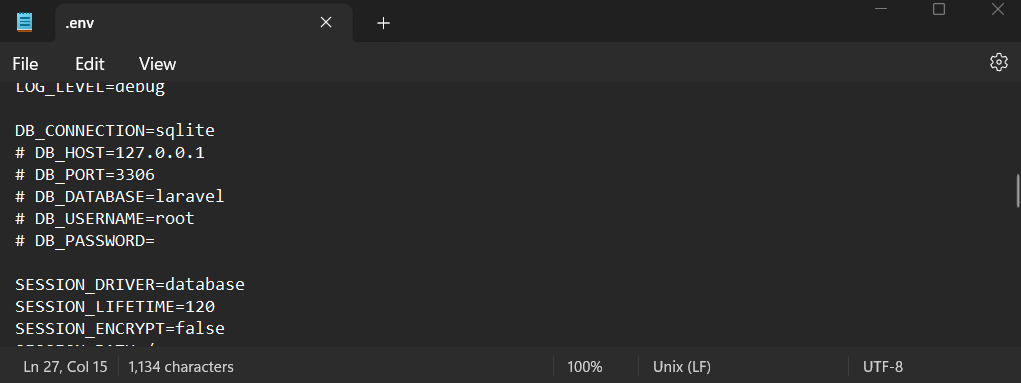 .env
File Edit View
LOG_LEVEL=debug
DB_CONNECTION=sqlite
# DB_HOST=127.0.0.1
# DB_PORT=3306
# DB_DATABASE=laravel
# DB_USERNAME=root
# DB_PASSWORD=
SESSION_DRIVER=database
SESSION_LIFETIME=120
SESSION_ENCRYPT=false
Ln 27, Col 15 1,134 characters 100% Unix (LF) UTF-8